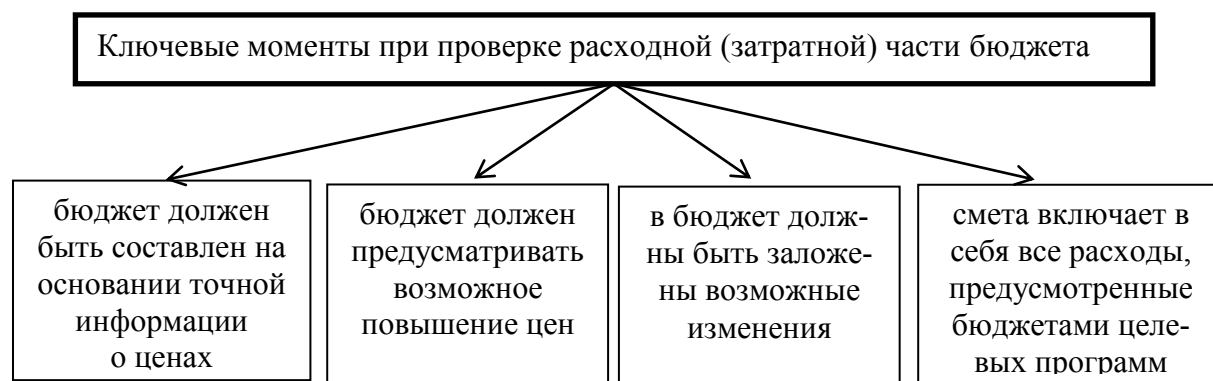 Ключевые моменты при проверке расходной (затратной) части бюджета
бюджет должен
быть составлен на
основании точной
информации
о ценах
бюджет должен
предусматривать
возможное
повышение цен
в бюджет долж-
ны быть заложе-
ны возможные
изменения
смета включает в
себя все расходы,
предусмотренные
бюджетами целе-
вых программ